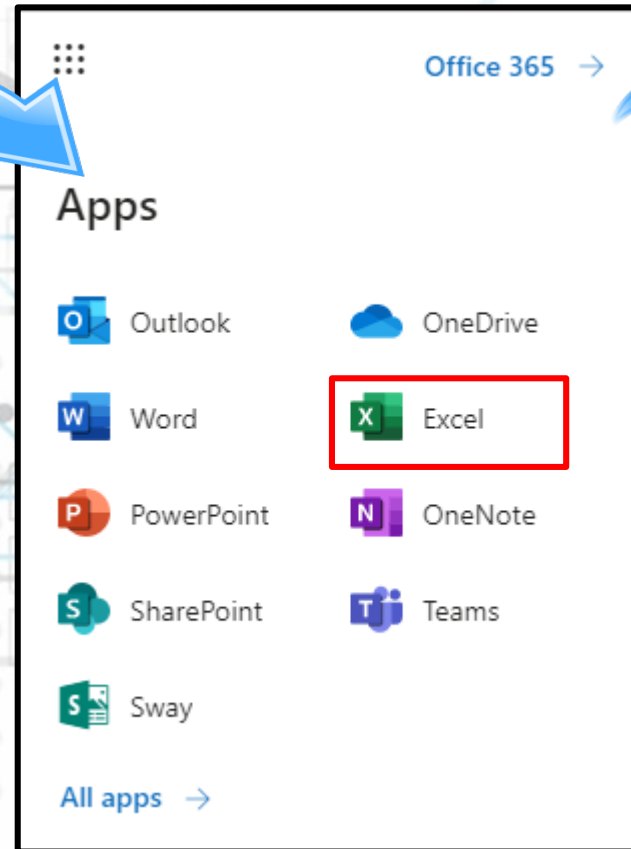 Office 365 →
Apps
Outlook
OneDrive
Word
Excel
PowerPoint
OneNote
SharePoint
Teams
Sway
All apps →